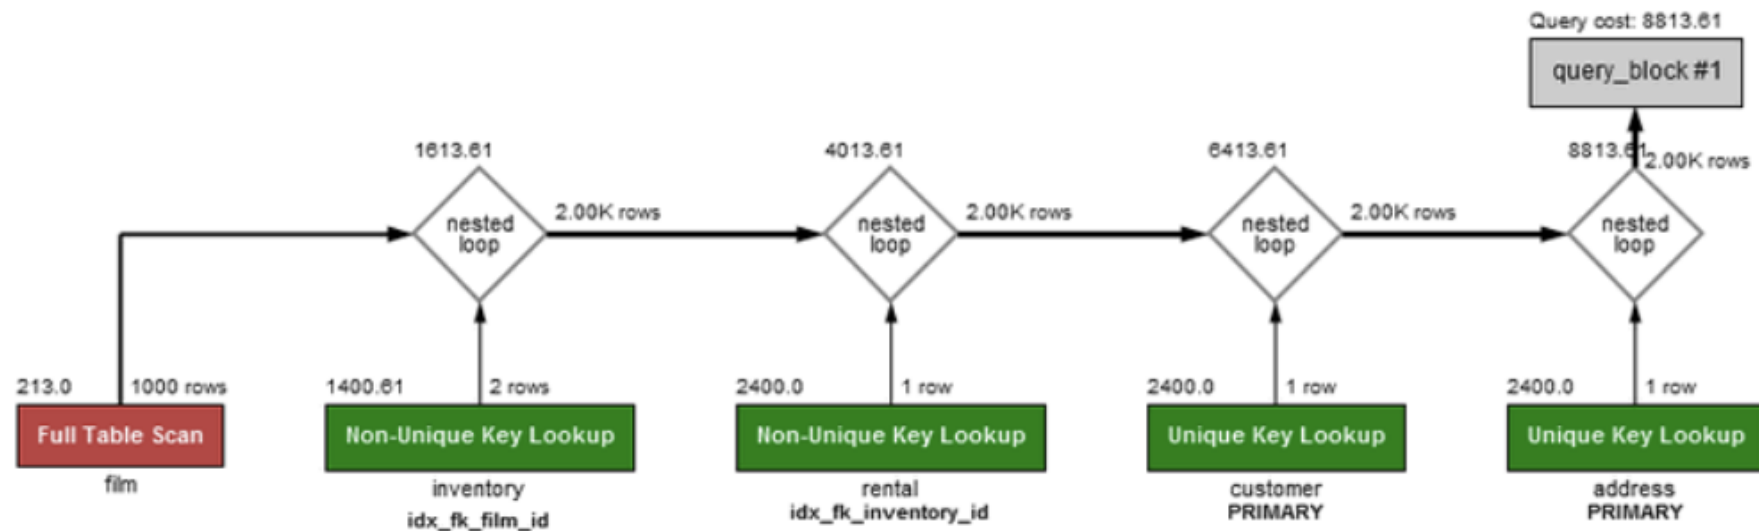 Query cost: 8813.61
query_block #1
1613.61
4013.61
6413.61
8813.61
2.00K rows
nested
loop
2.00K rows
nested
loop
2.00K rows
nested
loop
2.00K rows
nested
loop
213.0
1000 rows
1400.61
2 rows
2400.0
1 row
2400.0
1 row
2400.0
1 row
Full Table Scan
Non-Unique Key Lookup
Non-Unique Key Lookup
Unique Key Lookup
Unique Key Lookup
film
inventory
idx_fk_film_id
rental
idx_fk_inventory_id
customer
PRIMARY
address
PRIMARY